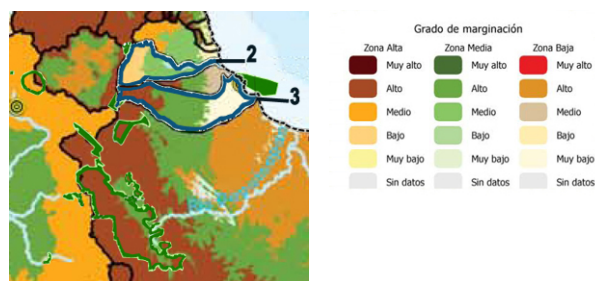 2
3
Grado de marginación
Zona Alta Zona Media Zona Baja
Muy alto Muy alto Muy alto
Alto Alto Alto
Medio Medio Medio
Bajo Bajo Bajo
Muy bajo Muy bajo Muy bajo
Sin datos Sin datos Sin datos